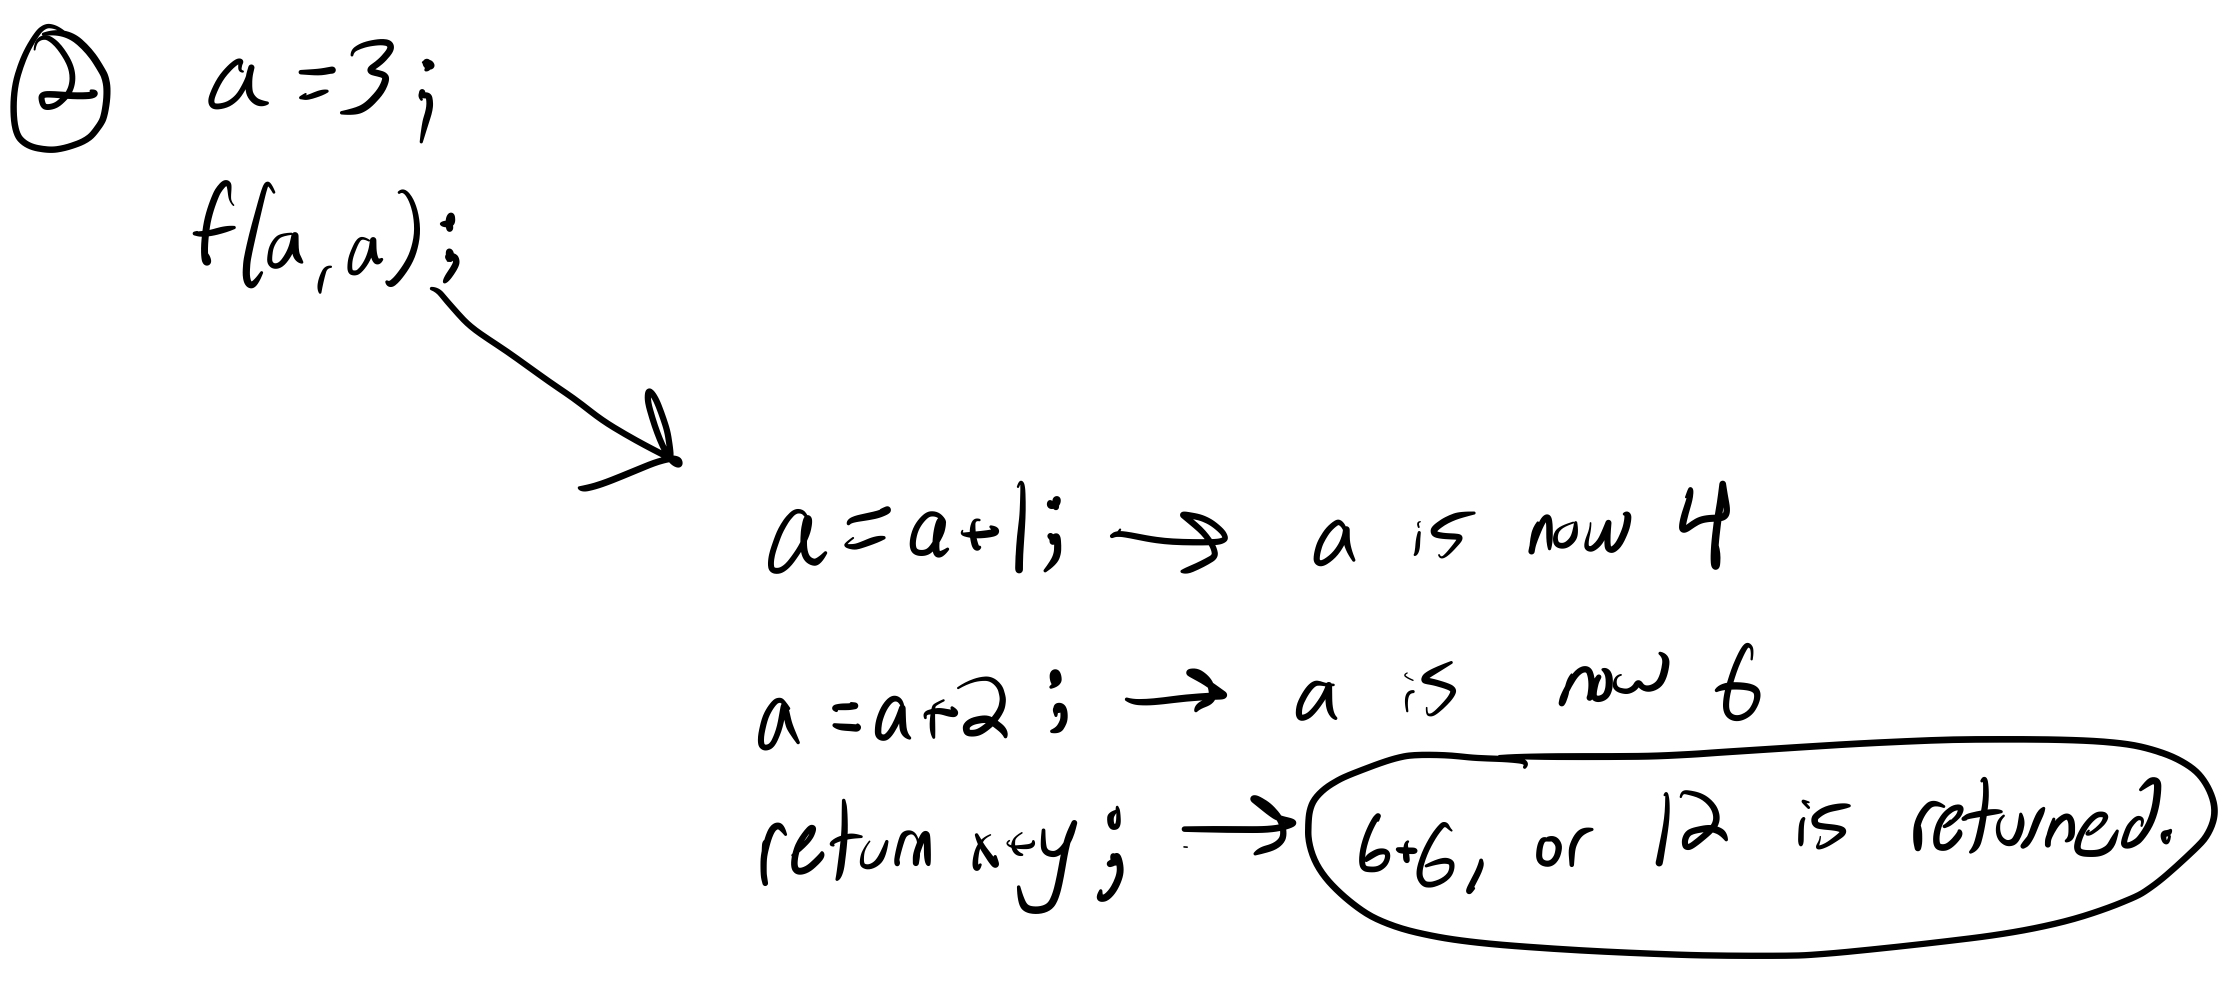 2 a = 3;
f(a, a);
a = a+1; → a is now 4
a = a+2; → a is now 6
return x+y; → 6+6, or 12 is returned.